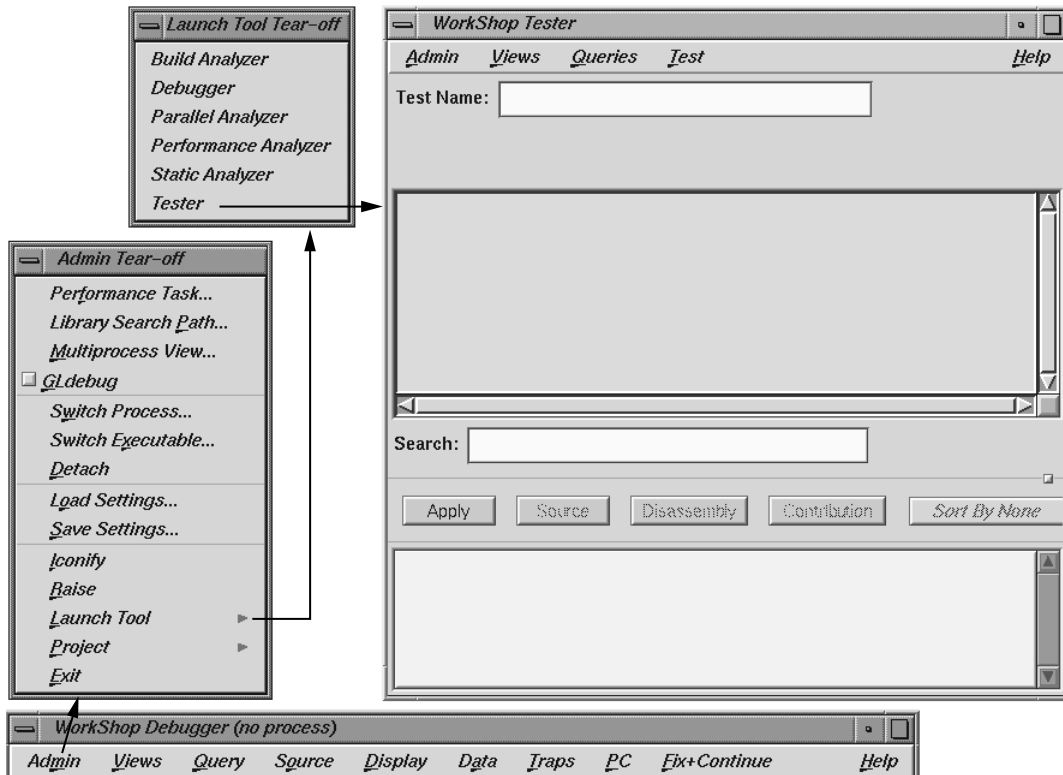 Launch Tool Tear-off
Build Analyzer
Debugger
Parallel Analyzer
Performance Analyzer
Static Analyzer
Tester
WorkShop Tester
Admin Views Queries Test Help
Test Name:
Search:
Apply Source Disassembly Contribution Sort By None
Admin Tear-off
Performance Task...
Library Search Path...
Multiprocess View...
GLdebug
Switch Process...
Switch Executable...
Detach
Load Settings...
Save Settings...
Iconify
Raise
Launch Tool
Project
Exit
WorkShop Debugger (no process)
Admin Views Query Source Display Data Traps PC Fix+Continue Help